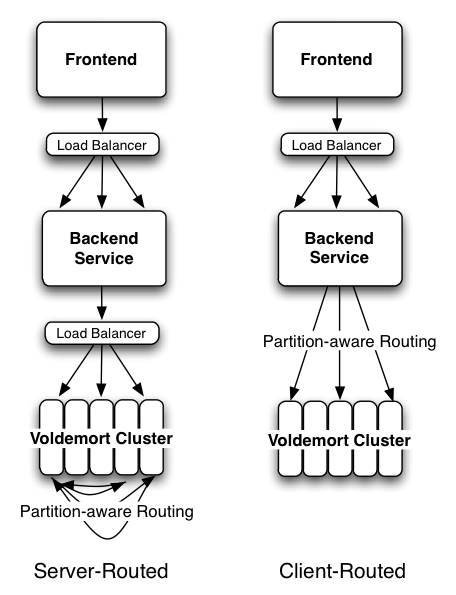 Frontend
Load Balancer
Backend
Service
Load Balancer
Voldemort Cluster
Partition-aware Routing
Server-Routed
Frontend
Load Balancer
Backend
Service
Partition-aware Routing
Voldemort Cluster
Client-Routed